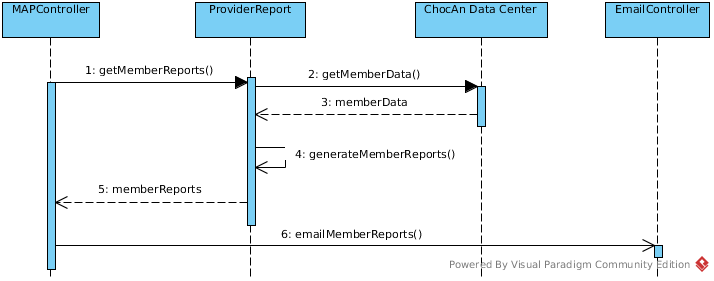 MAPController
ProviderReport
ChocAn Data Center
EmailController
1: getMemberReports()
2: getMemberData()
3: memberData
4: generateMemberReports()
5: memberReports
6: emailMemberReports()
Powered By Visual Paradigm Community Edition